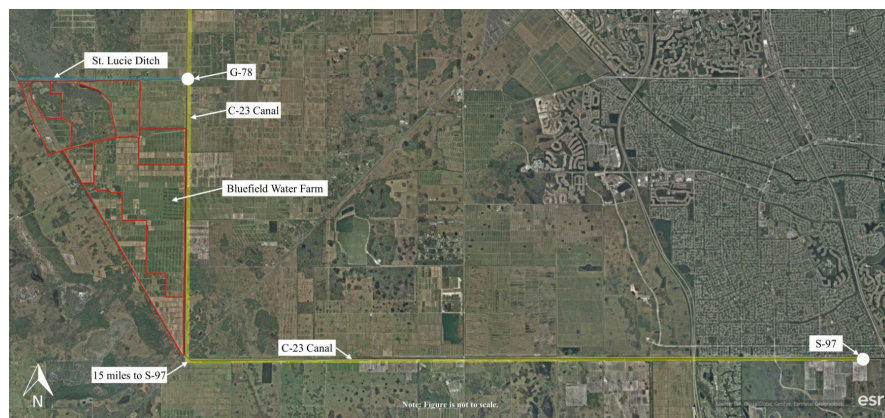 St. Lucie Ditch
G-78
C-23 Canal
Bluefield Water Farm
C-23 Canal
S-97
15 miles to S-97
N
Note: Figure is not to scale.
esr